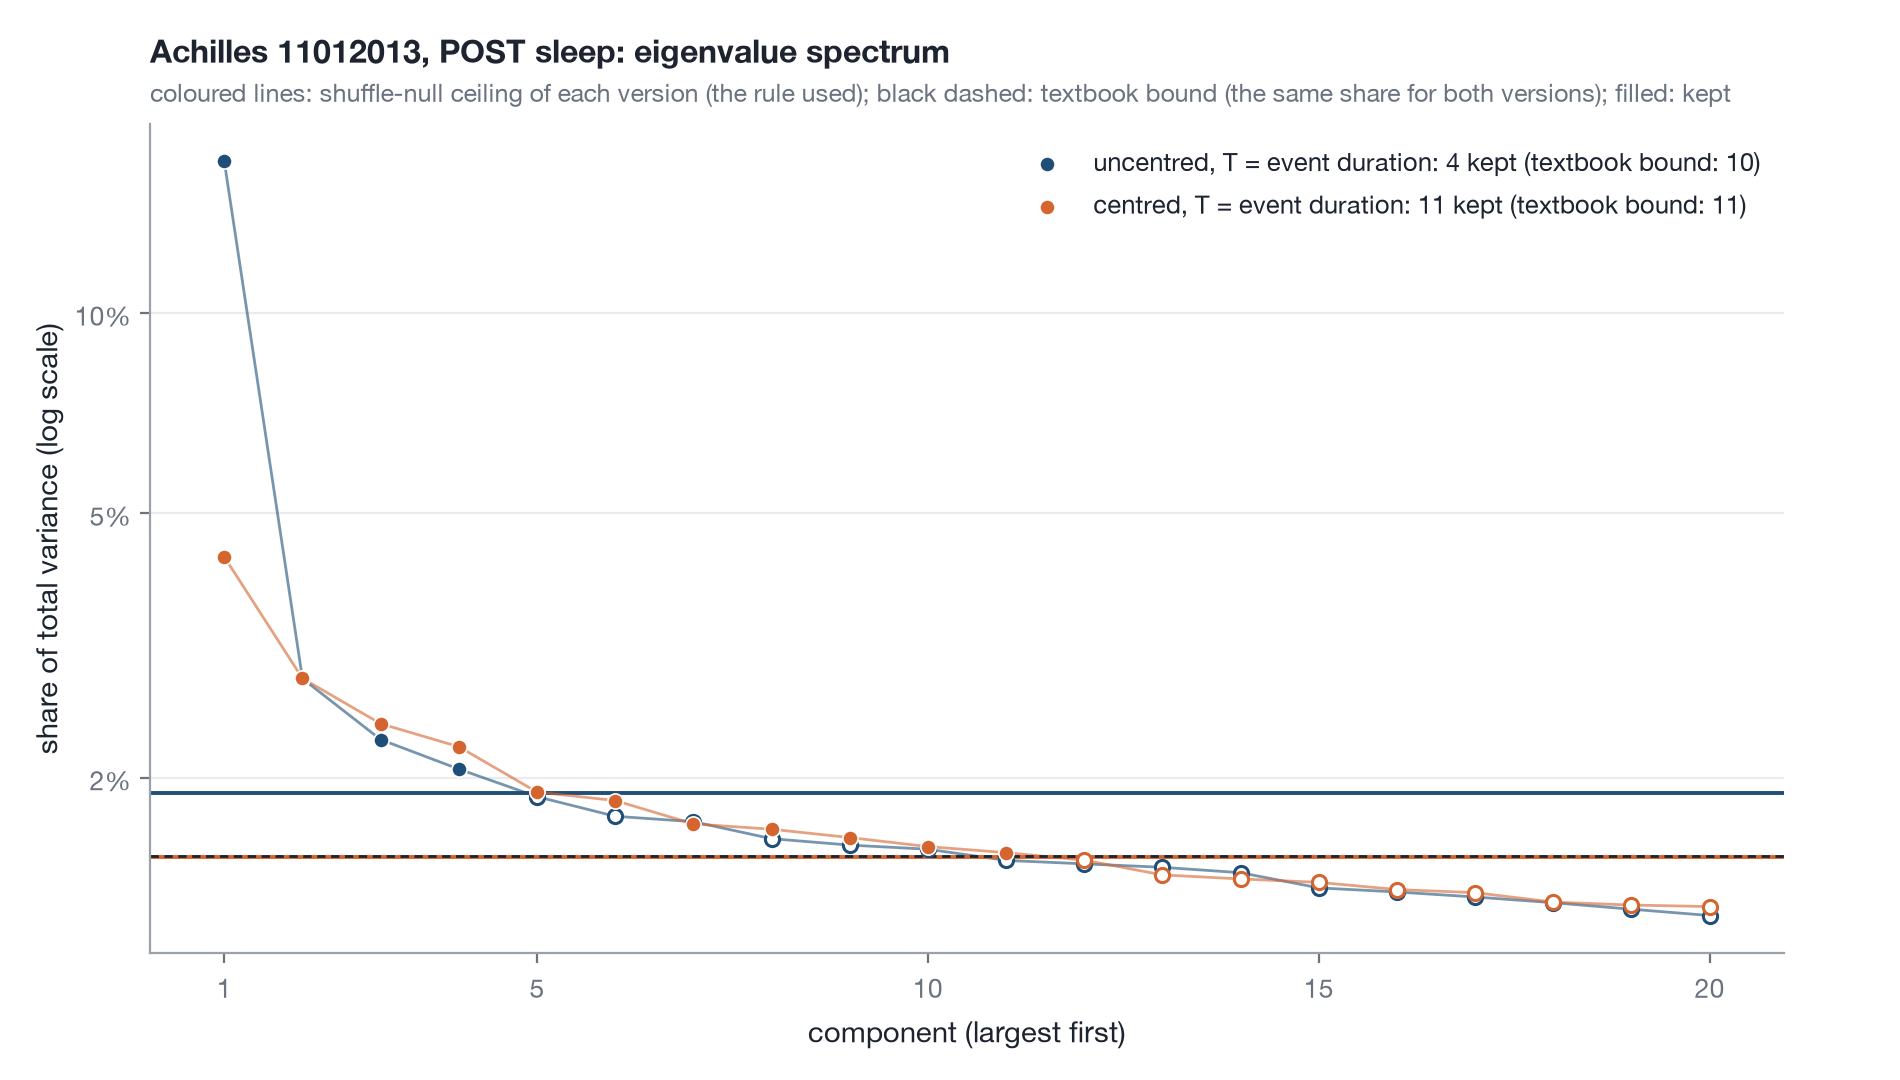 Achilles 11012013, POST sleep: eigenvalue spectrum
coloured lines: shuffle-null ceiling of each version (the rule used); black dashed: textbook bound (the same share for both versions); filled: kept
uncentred, T = event duration: 4 kept (textbook bound: 10)
centred, T = event duration: 11 kept (textbook bound: 11)
share of total variance (log scale)
10%
5%
2%
1
5
10
15
20
component (largest first)